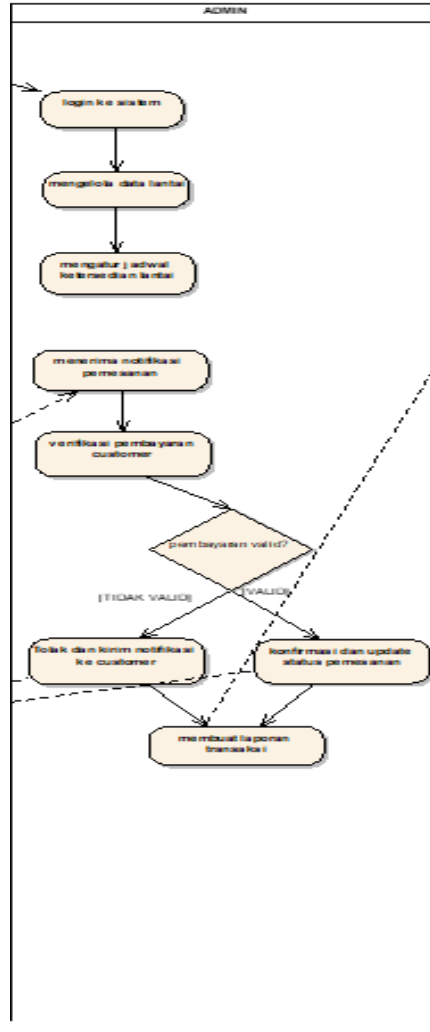 ADMIN
login ke sistem
mengelola data lantai
mengatur jadwal
ketersedian lantai
menerima notifikasi
pemesanan
verifikasi pembayaran
customer
pembayaran valid?
[TIDAK VALID]
[VALID]
Tolak dan kirim notifikasi
ke customer
konfirmasi dan update
status pemesanan
membuat laporan
transaksi